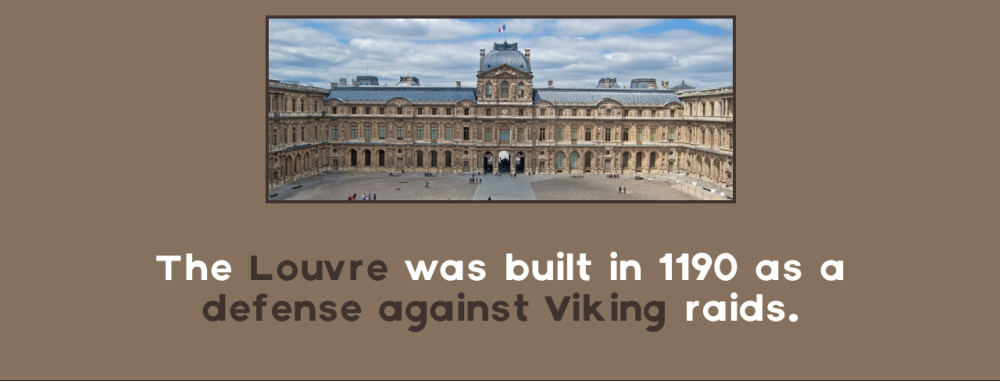 The Louvre was built in 1190 as a
defense against Viking raids.